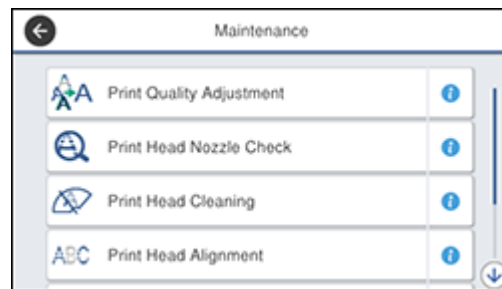 Maintenance
Print Quality Adjustment
Print Head Nozzle Check
Print Head Cleaning
ABC Print Head Alignment